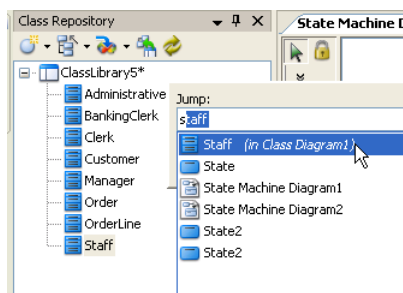 Class Repository
State Machine D
ClassLibrary5*
Administrative
BankingClerk
Clerk
Customer
Manager
Order
OrderLine
Staff
Jump:
staff
Staff (in Class Diagram1)
State
State Machine Diagram1
State Machine Diagram2
State2
State2